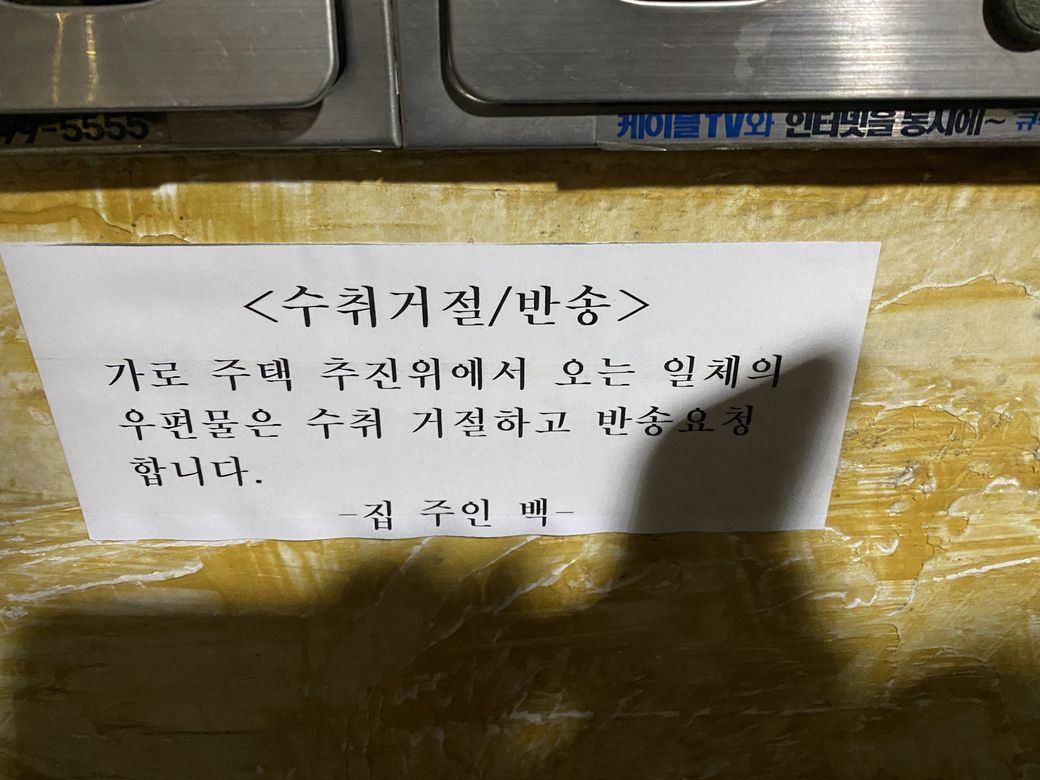 99-5555
케이블TV와 인터넷을 동시에~
<수취거절/반송>
가로 주택 추진위에서 오는 일체의
우편물은 수취 거절하고 반송요청
합니다.
-집 주인 백-